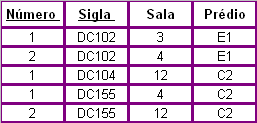 Número Sigla Sala Prédio
1 DC102 3 E1
2 DC102 4 E1
1 DC104 12 C2
1 DC155 4 C2
2 DC155 12 C2